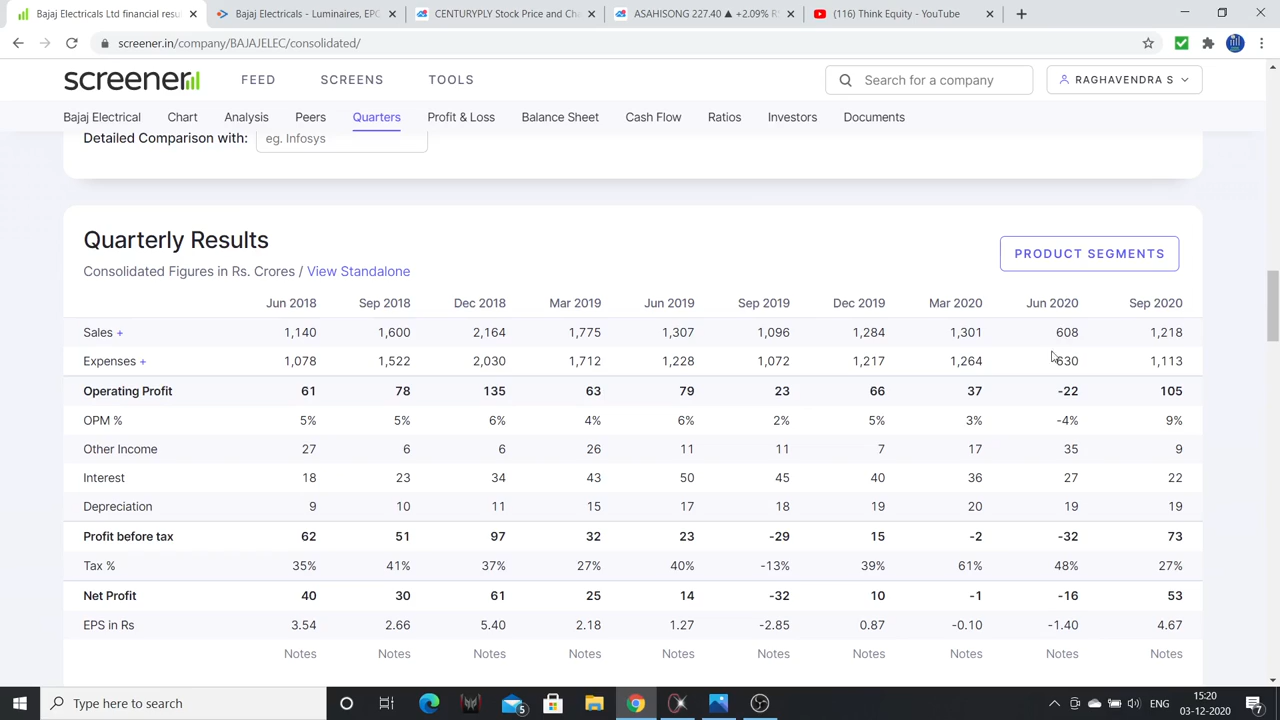 Bajaj Electricals Ltd financial resu
Bajaj Electricals - Luminaires, EPC
CENTURYPLY Stock Price and Cha
ASAHISONG 227.40 ▲ +2.09% R
(116) Think Equity - YouTube
screener.in/company/BAJAJELEC/consolidated/
screener
FEED SCREENS TOOLS
Search for a company
RAGHAVENDRA S
Bajaj Electrical Chart Analysis Peers Quarters Profit & Loss Balance Sheet Cash Flow Ratios Investors Documents
Detailed Comparison with: eg. Infosys
Quarterly Results
PRODUCT SEGMENTS
Consolidated Figures in Rs. Crores / View Standalone
Jun 2018 Sep 2018 Dec 2018 Mar 2019 Jun 2019 Sep 2019 Dec 2019 Mar 2020 Jun 2020 Sep 2020
Sales + 1,140 1,600 2,164 1,775 1,307 1,096 1,284 1,301 608 1,218
Expenses + 1,078 1,522 2,030 1,712 1,228 1,072 1,217 1,264 630 1,113
Operating Profit 61 78 135 63 79 23 66 37 -22 105
OPM % 5% 5% 6% 4% 6% 2% 5% 3% -4% 9%
Other Income 27 6 6 26 11 11 7 17 35 9
Interest 18 23 34 43 50 45 40 36 27 22
Depreciation 9 10 11 15 17 18 19 20 19 19
Profit before tax 62 51 97 32 23 -29 15 -2 -32 73
Tax % 35% 41% 37% 27% 40% -13% 39% 61% 48% 27%
Net Profit 40 30 61 25 14 -32 10 -1 -16 53
EPS in Rs 3.54 2.66 5.40 2.18 1.27 -2.85 0.87 -0.10 -1.40 4.67
Notes Notes Notes Notes Notes Notes Notes Notes Notes Notes
Type here to search
5
ENG
15:20
03-12-2020
7